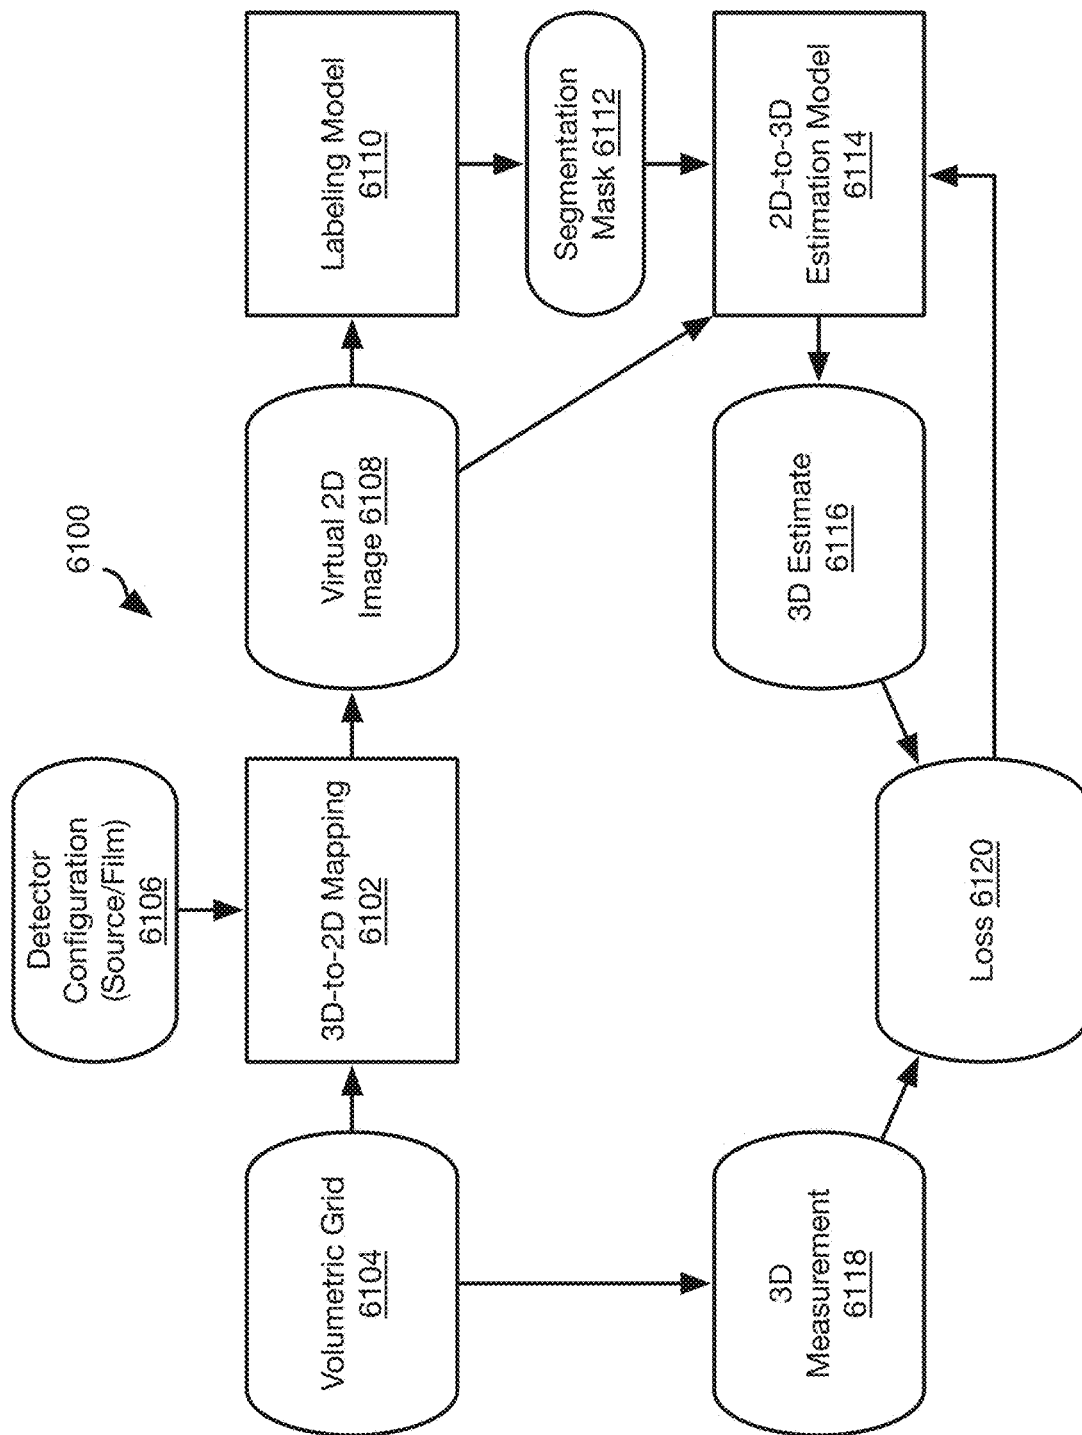 6100
Detector
Configuration
(Source/Film)
6106
Volumetric Grid
6104
3D-to-2D Mapping
6102
Virtual 2D
Image 6108
Labeling Model
6110
Segmentation
Mask 6112
3D
Measurement
6118
3D Estimate
6116
2D-to-3D
Estimation Model
6114
Loss 6120